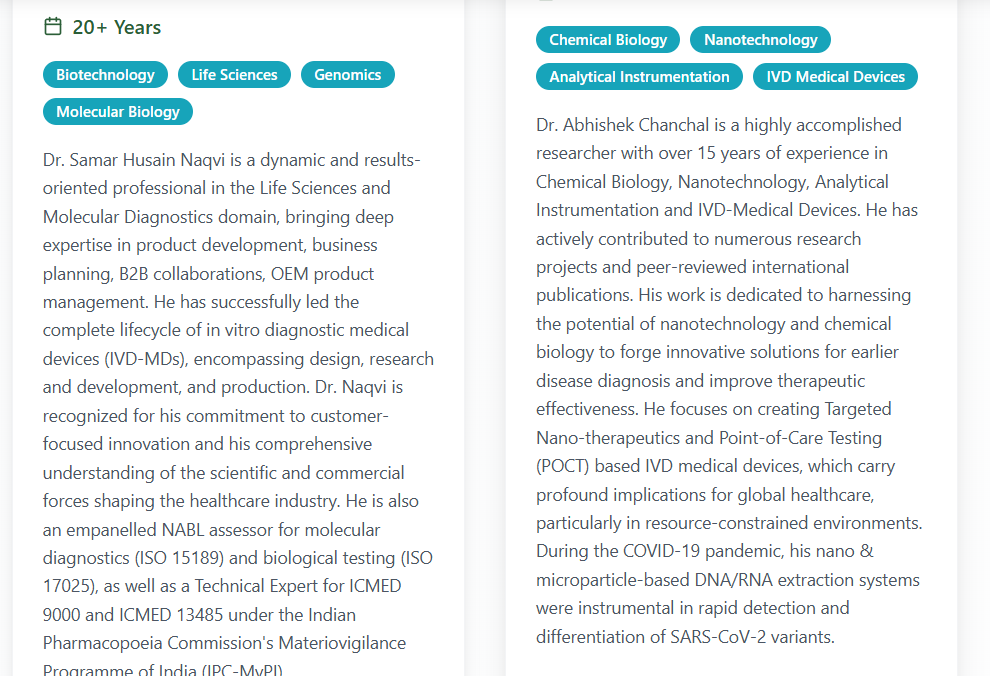 20+ Years
Biotechnology
Life Sciences
Genomics
Molecular Biology
Dr. Samar Husain Naqvi is a dynamic and results-
oriented professional in the Life Sciences and
Molecular Diagnostics domain, bringing deep
expertise in product development, business
planning, B2B collaborations, OEM product
management. He has successfully led the
complete lifecycle of in vitro diagnostic medical
devices (IVD-MDs), encompassing design, research
and development, and production. Dr. Naqvi is
recognized for his commitment to customer-
focused innovation and his comprehensive
understanding of the scientific and commercial
forces shaping the healthcare industry. He is also
an empanelled NABL assessor for molecular
diagnostics (ISO 15189) and biological testing (ISO
17025), as well as a Technical Expert for ICMED
9000 and ICMED 13485 under the Indian
Pharmacopoeia Commission's Materiovigilance
Programme of India (IPC-MvPI)
Chemical Biology
Nanotechnology
Analytical Instrumentation
IVD Medical Devices
Dr. Abhishek Chanchal is a highly accomplished
researcher with over 15 years of experience in
Chemical Biology, Nanotechnology, Analytical
Instrumentation and IVD-Medical Devices. He has
actively contributed to numerous research
projects and peer-reviewed international
publications. His work is dedicated to harnessing
the potential of nanotechnology and chemical
biology to forge innovative solutions for earlier
disease diagnosis and improve therapeutic
effectiveness. He focuses on creating Targeted
Nano-therapeutics and Point-of-Care Testing
(POCT) based IVD medical devices, which carry
profound implications for global healthcare,
particularly in resource-constrained environments.
During the COVID-19 pandemic, his nano &
microparticle-based DNA/RNA extraction systems
were instrumental in rapid detection and
differentiation of SARS-CoV-2 variants.